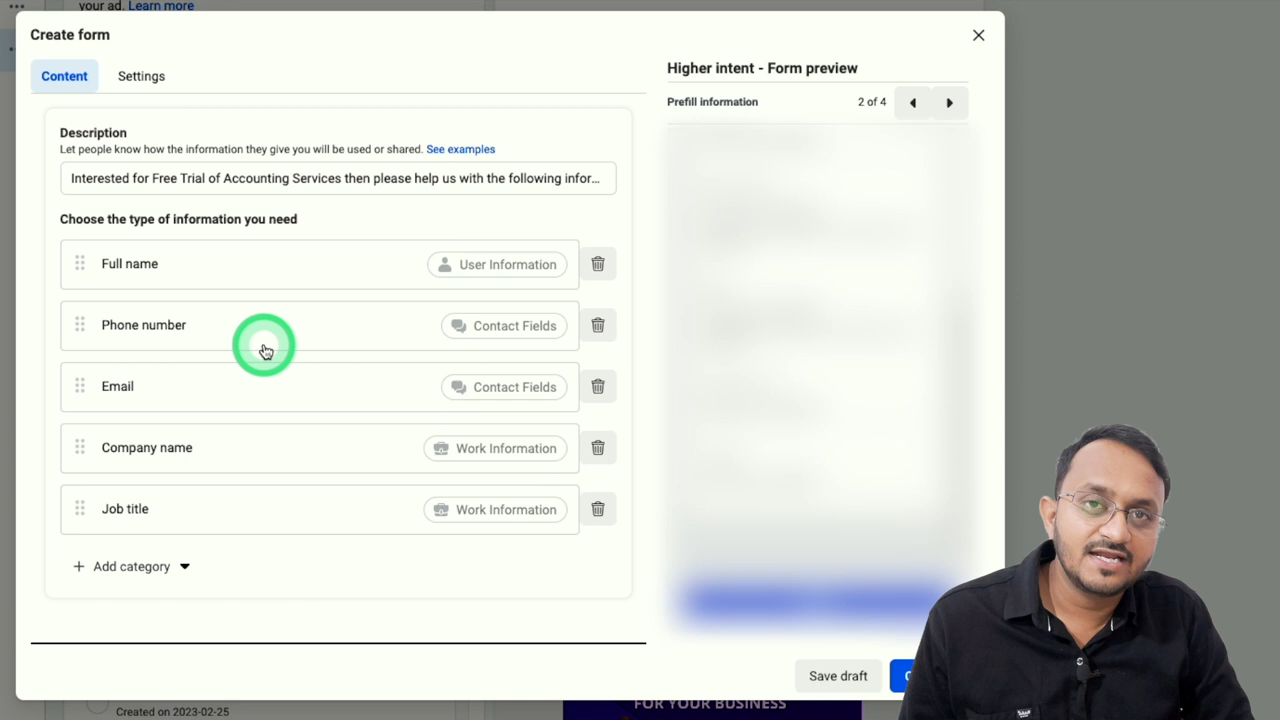 your ad. Learn more
Create form
Content
Settings
Description
Let people know how the information they give you will be used or shared. See examples
Interested for Free Trial of Accounting Services then please help us with the following infor...
Choose the type of information you need
Full name
User Information
Phone number
Contact Fields
Email
Contact Fields
Company name
Work Information
Job title
Work Information
+ Add category
Higher intent - Form preview
Prefill information
2 of 4
Save draft
Created on 2023-02-25
FOR YOUR BUSINESS